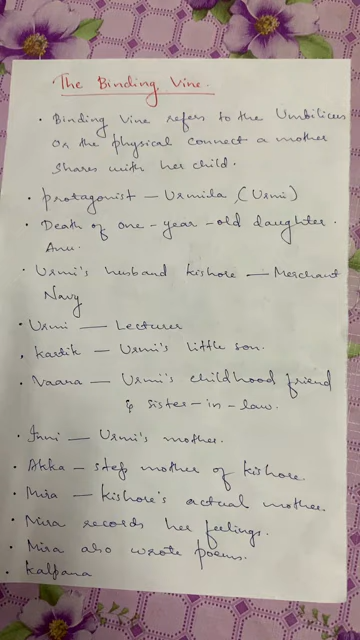 The Binding Vine.
• Binding Vine refers to the Umbilicus
Or the physical connect a mother
Shares with her child.
• protagonist — Urmila (Urmi)
• Death of one-year-old daughter.
Anu.
• Urmi's husband kishore — Merchant
Navy
• Urmi — Lecturer
• kartik — Urmi's little son.
• Vaana — Urmi's childhood friend
& sister-in-law.
• Inni — Urmi's mother.
• Akka — step mother of kishore.
• Mira — kishore's actual mother.
• Mira records her feelings.
• Mira also wrote poems.
• kalpana